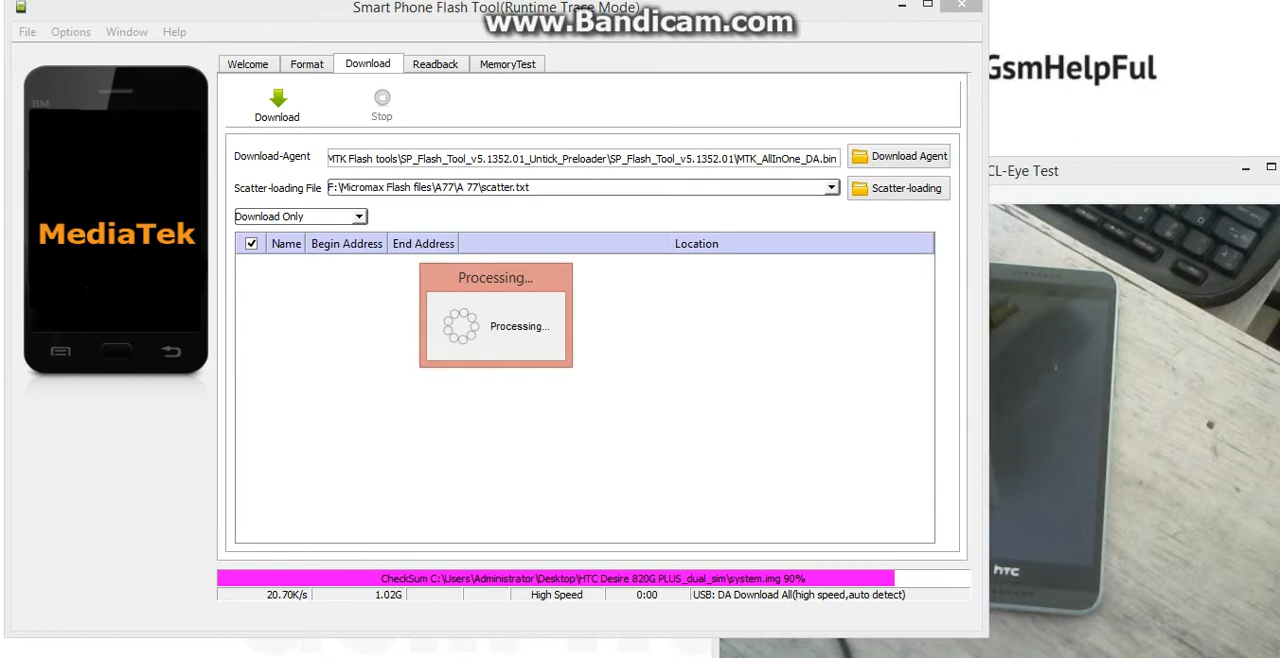 Smart Phone Flash Tool(Runtime Trace Mode)
www.Bandicam.com
File Options Window Help
GsmHelpFul
BM
MediaTek
Welcome Format Download Readback MemoryTest
Download Stop
Download-Agent MTK Flash tools\SP_Flash_Tool_v5.1352.01_Untick_Preloader\SP_Flash_Tool_v5.1352.01\MTK_AllInOne_DA.bin Download Agent
Scatter-loading File F:\Micromax Flash files\A77\A 77\scatter.txt Scatter-loading
CL-Eye Test
Download Only
Name Begin Address End Address Location
Processing...
Processing...
htc
CheckSum C:\Users\Administrator\Desktop\HTC Desire 820G PLUS_dual_sim\system.img 90%
20.70K/s 1.02G High Speed 0:00 USB: DA Download All(high speed,auto detect)